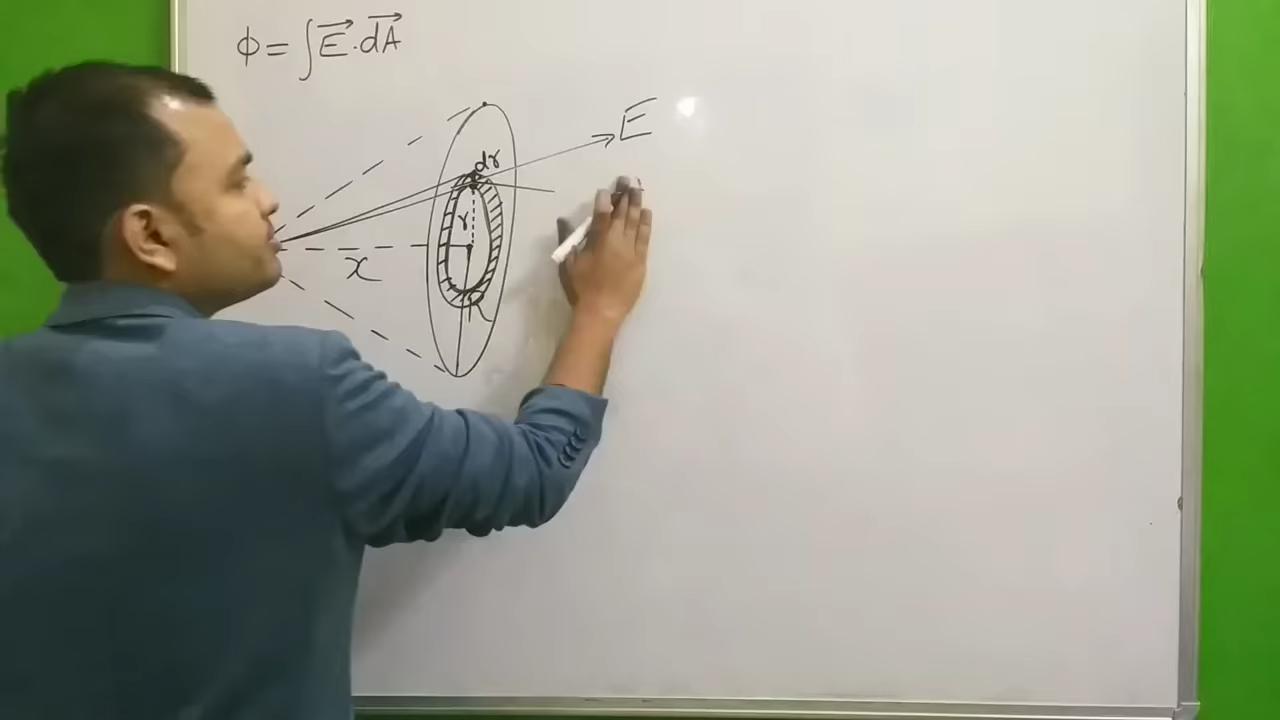 ϕ = ∫E⃗ · dA⃗
E
dr
r
x
R